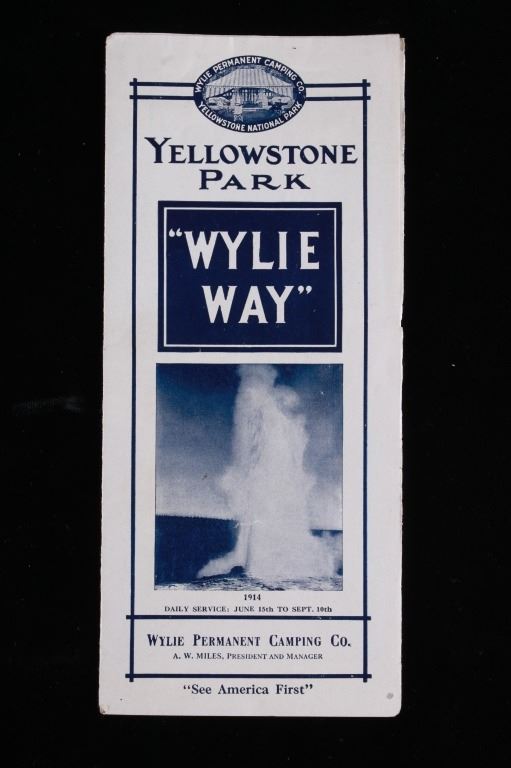 WYLIE PERMANENT CAMPING CO.
YELLOWSTONE NATIONAL PARK
YELLOWSTONE
PARK
"WYLIE
WAY"
1914
DAILY SERVICE: JUNE 15th TO SEPT. 10th
WYLIE PERMANENT CAMPING CO.
A. W. MILES, PRESIDENT AND MANAGER
"See America First"